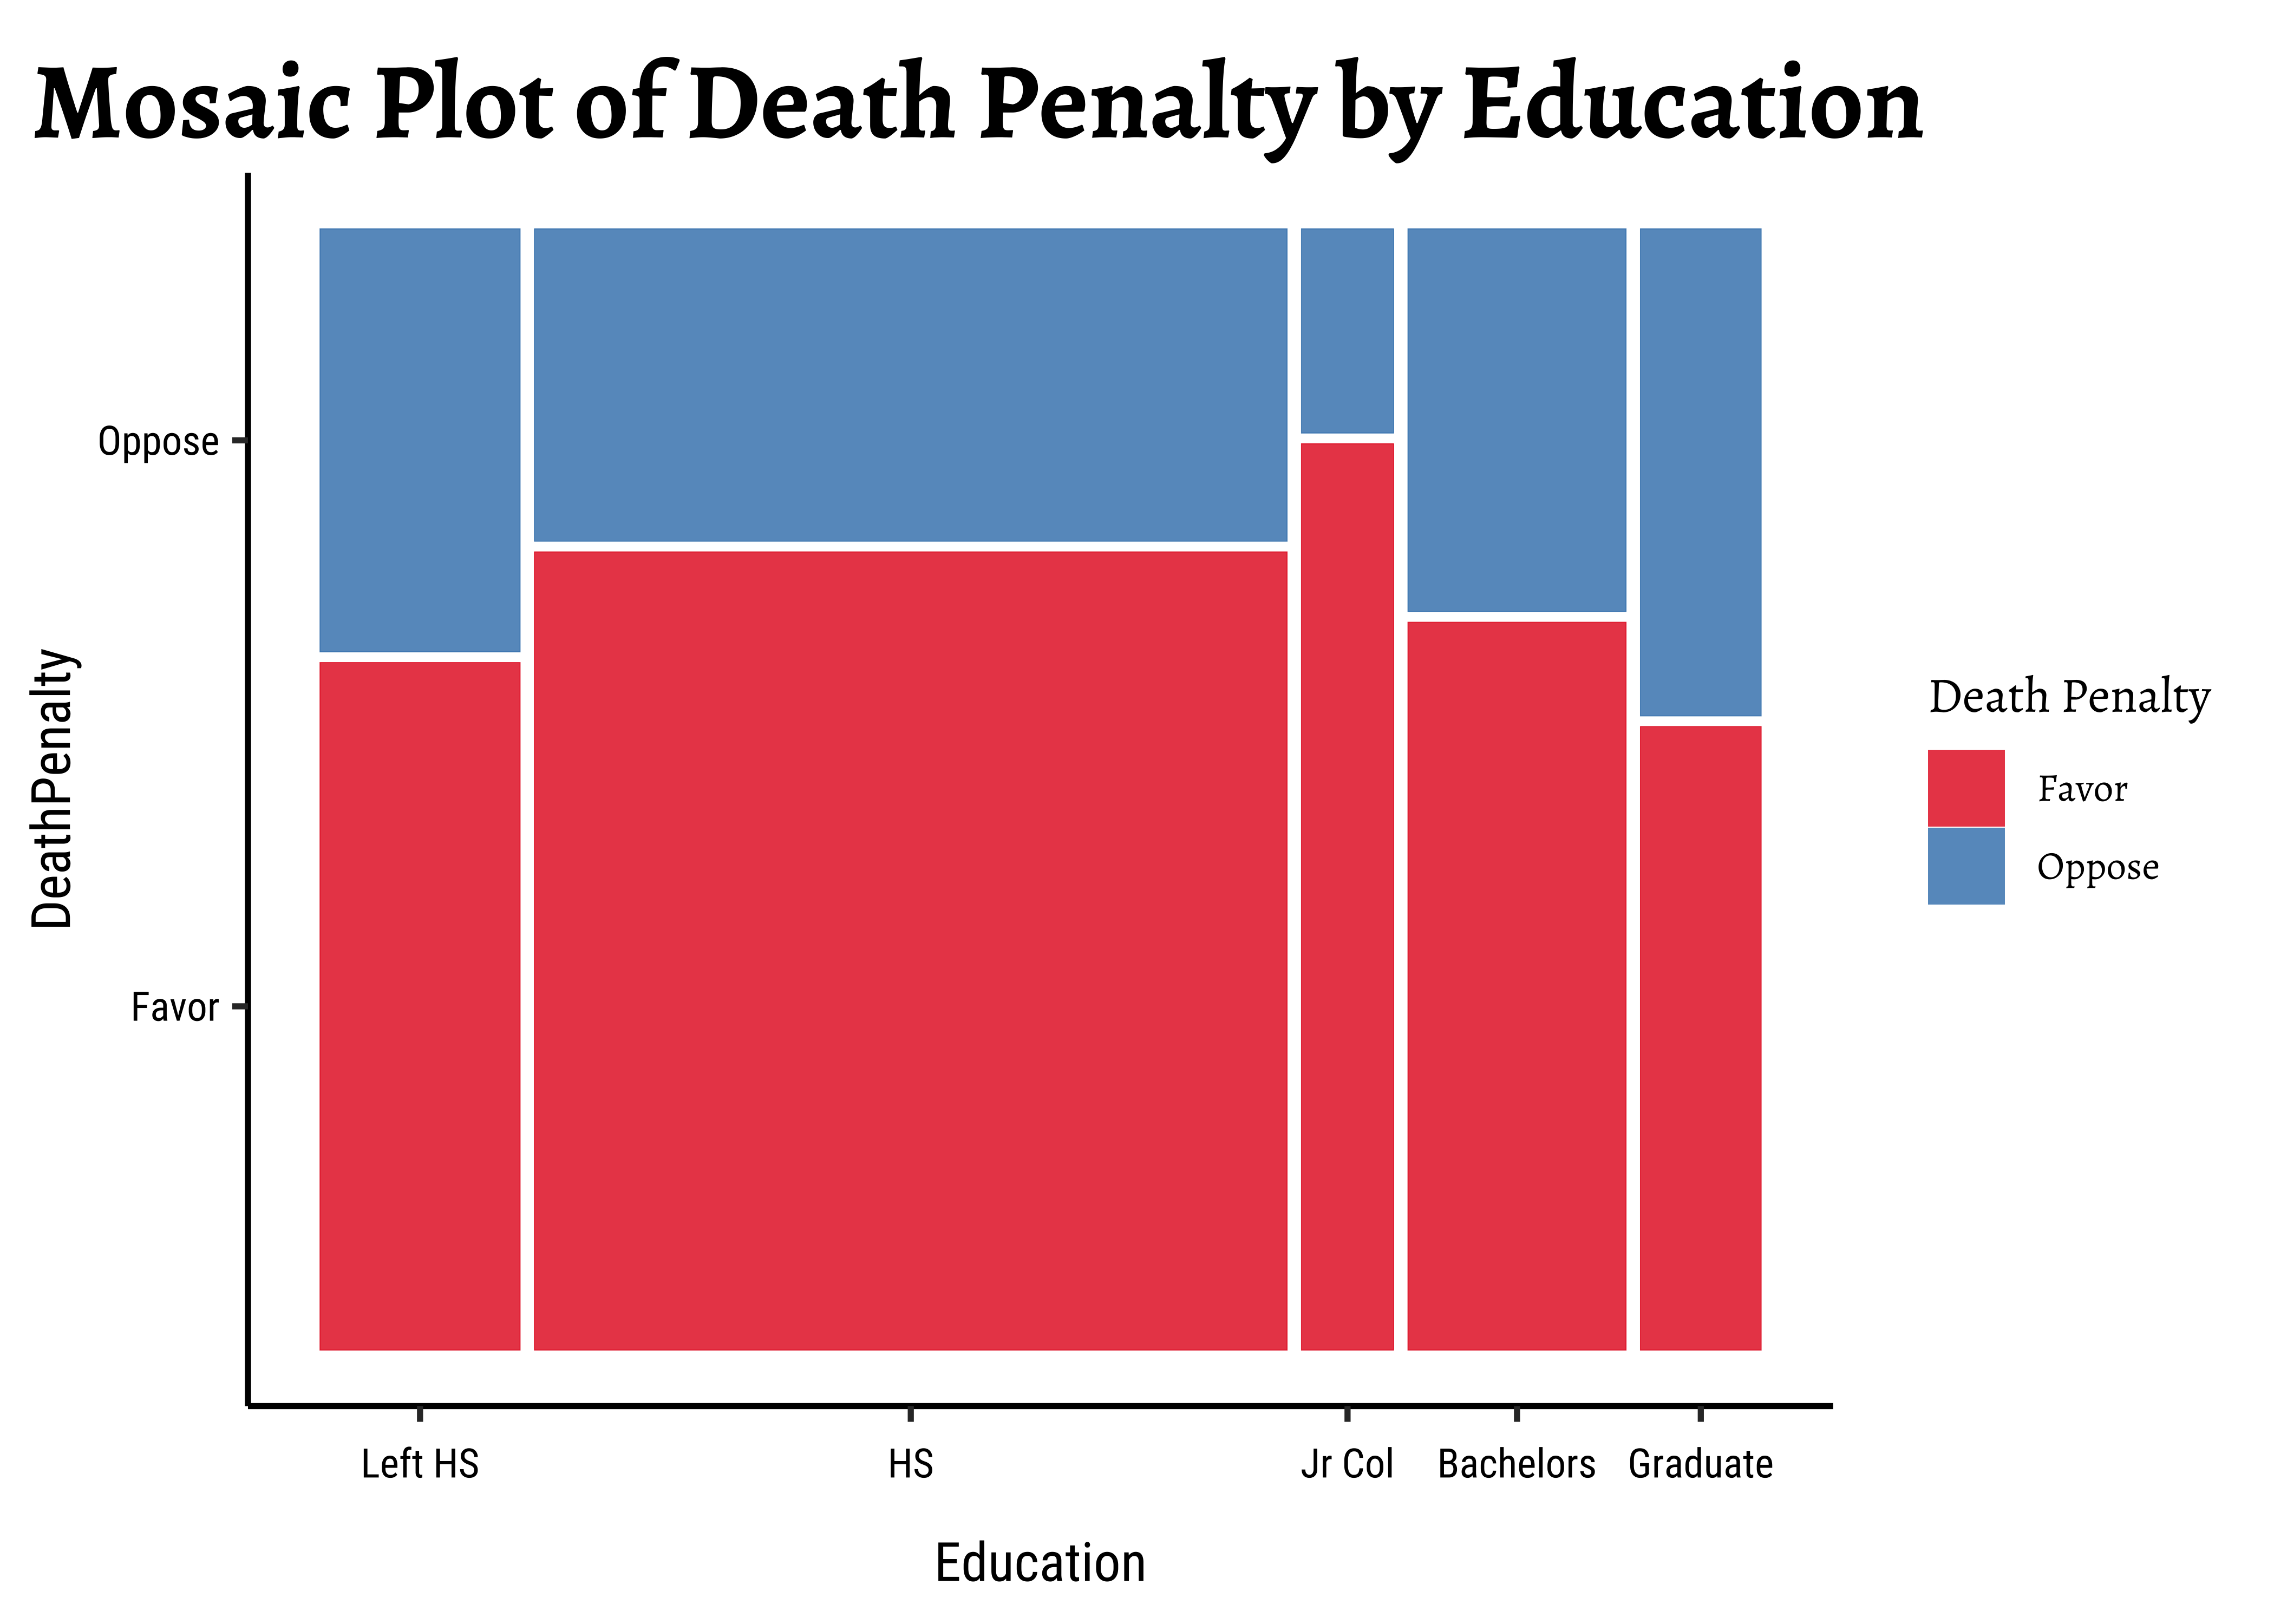 Mosaic Plot of Death Penalty by Education
DeathPenalty
Oppose
Favor
Left HS
HS
Jr Col
Bachelors
Graduate
Education
Death Penalty
Favor
Oppose